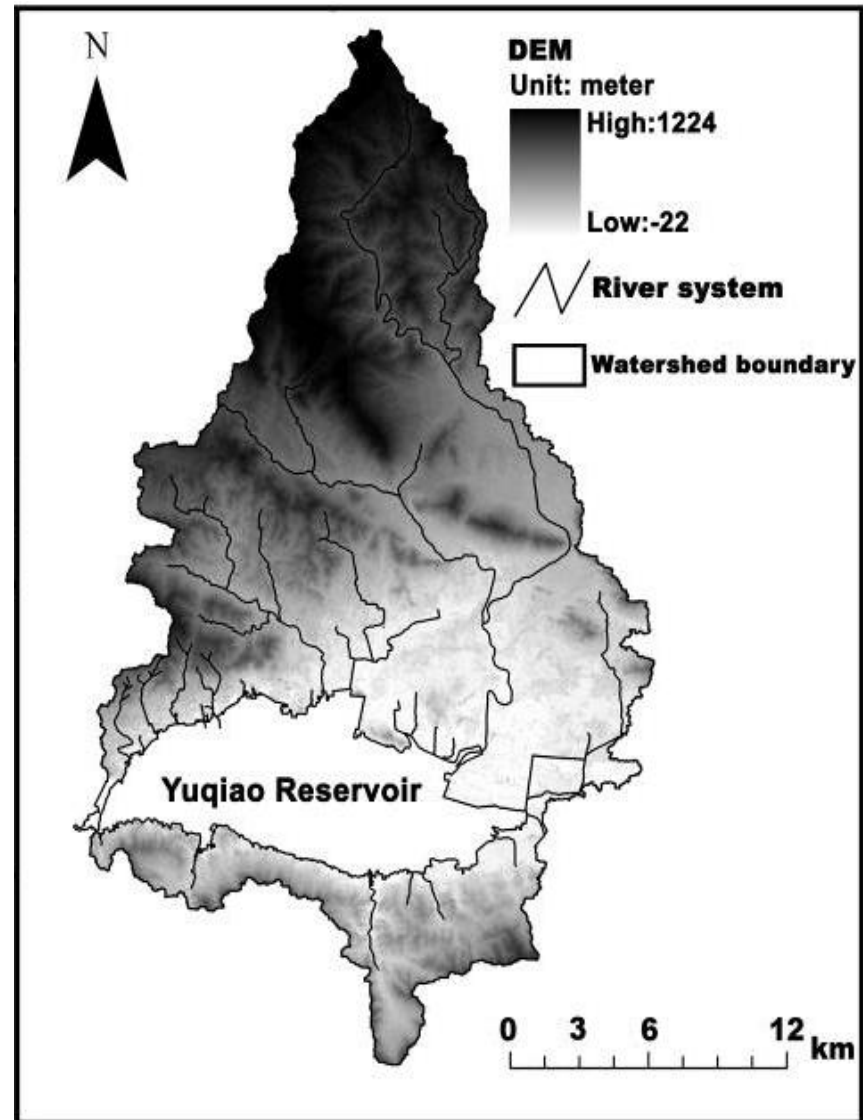 N
DEM
Unit: meter
High:1224
Low:-22
River system
Watershed boundary
Yuqiao Reservoir
0 3 6 12
km